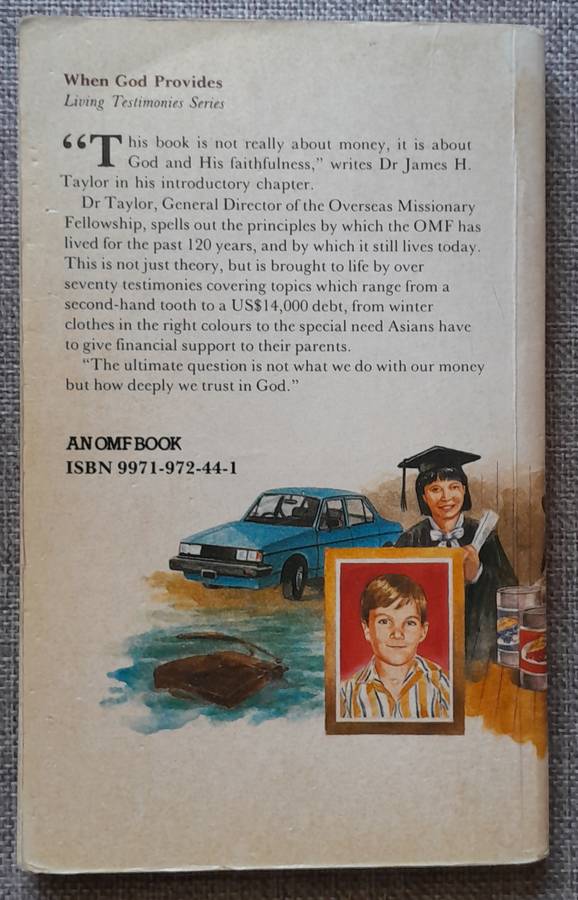 When God Provides
Living Testimonies Series
“This book is not really about money, it is about
God and His faithfulness,” writes Dr James H.
Taylor in his introductory chapter.
Dr Taylor, General Director of the Overseas Missionary
Fellowship, spells out the principles by which the OMF has
lived for the past 120 years, and by which it still lives today.
This is not just theory, but is brought to life by over
seventy testimonies covering topics which range from a
second-hand tooth to a US$14,000 debt, from winter
clothes in the right colours to the special need Asians have
to give financial support to their parents.
“The ultimate question is not what we do with our money
but how deeply we trust in God.”
AN OMF BOOK
ISBN 9971-972-44-1